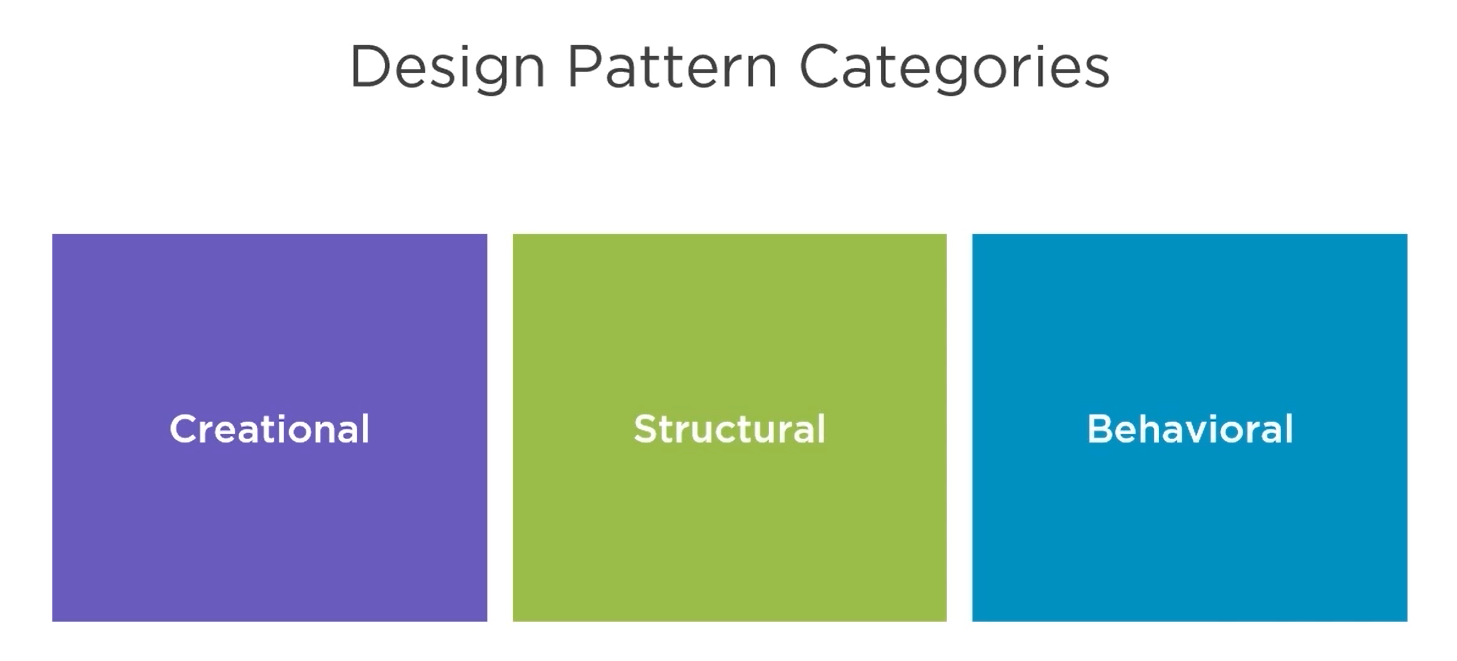 Design Pattern Categories
Creational
Structural
Behavioral